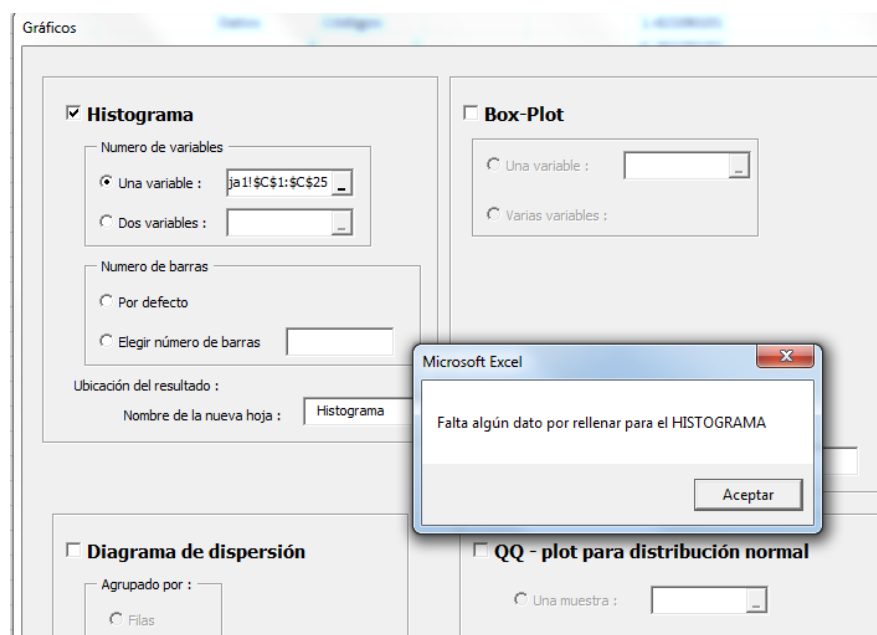 Gráficos
Histograma
Numero de variables
Una variable :
ja1!$C$1:$C$25
_
Dos variables :
_
Numero de barras
Por defecto
Elegir número de barras
Ubicación del resultado :
Nombre de la nueva hoja :
Histograma
Box-Plot
Una variable :
_
Varias variables :
Microsoft Excel
Falta algún dato por rellenar para el HISTOGRAMA
Aceptar
Diagrama de dispersión
Agrupado por :
Filas
QQ - plot para distribución normal
Una muestra :
_